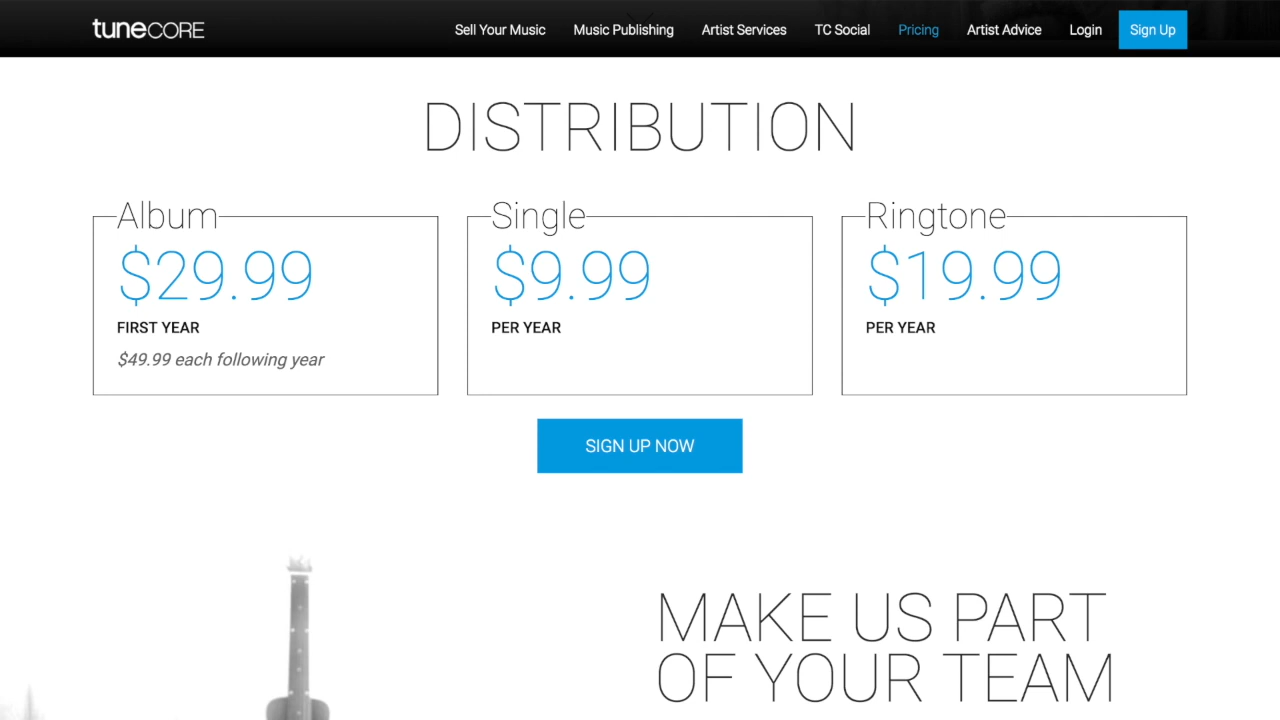 tunecore
Sell Your Music
Music Publishing
Artist Services
TC Social
Pricing
Artist Advice
Login
Sign Up
DISTRIBUTION
Album
$29.99
FIRST YEAR
$49.99 each following year
Single
$9.99
PER YEAR
Ringtone
$19.99
PER YEAR
SIGN UP NOW
MAKE US PART
OF YOUR TEAM